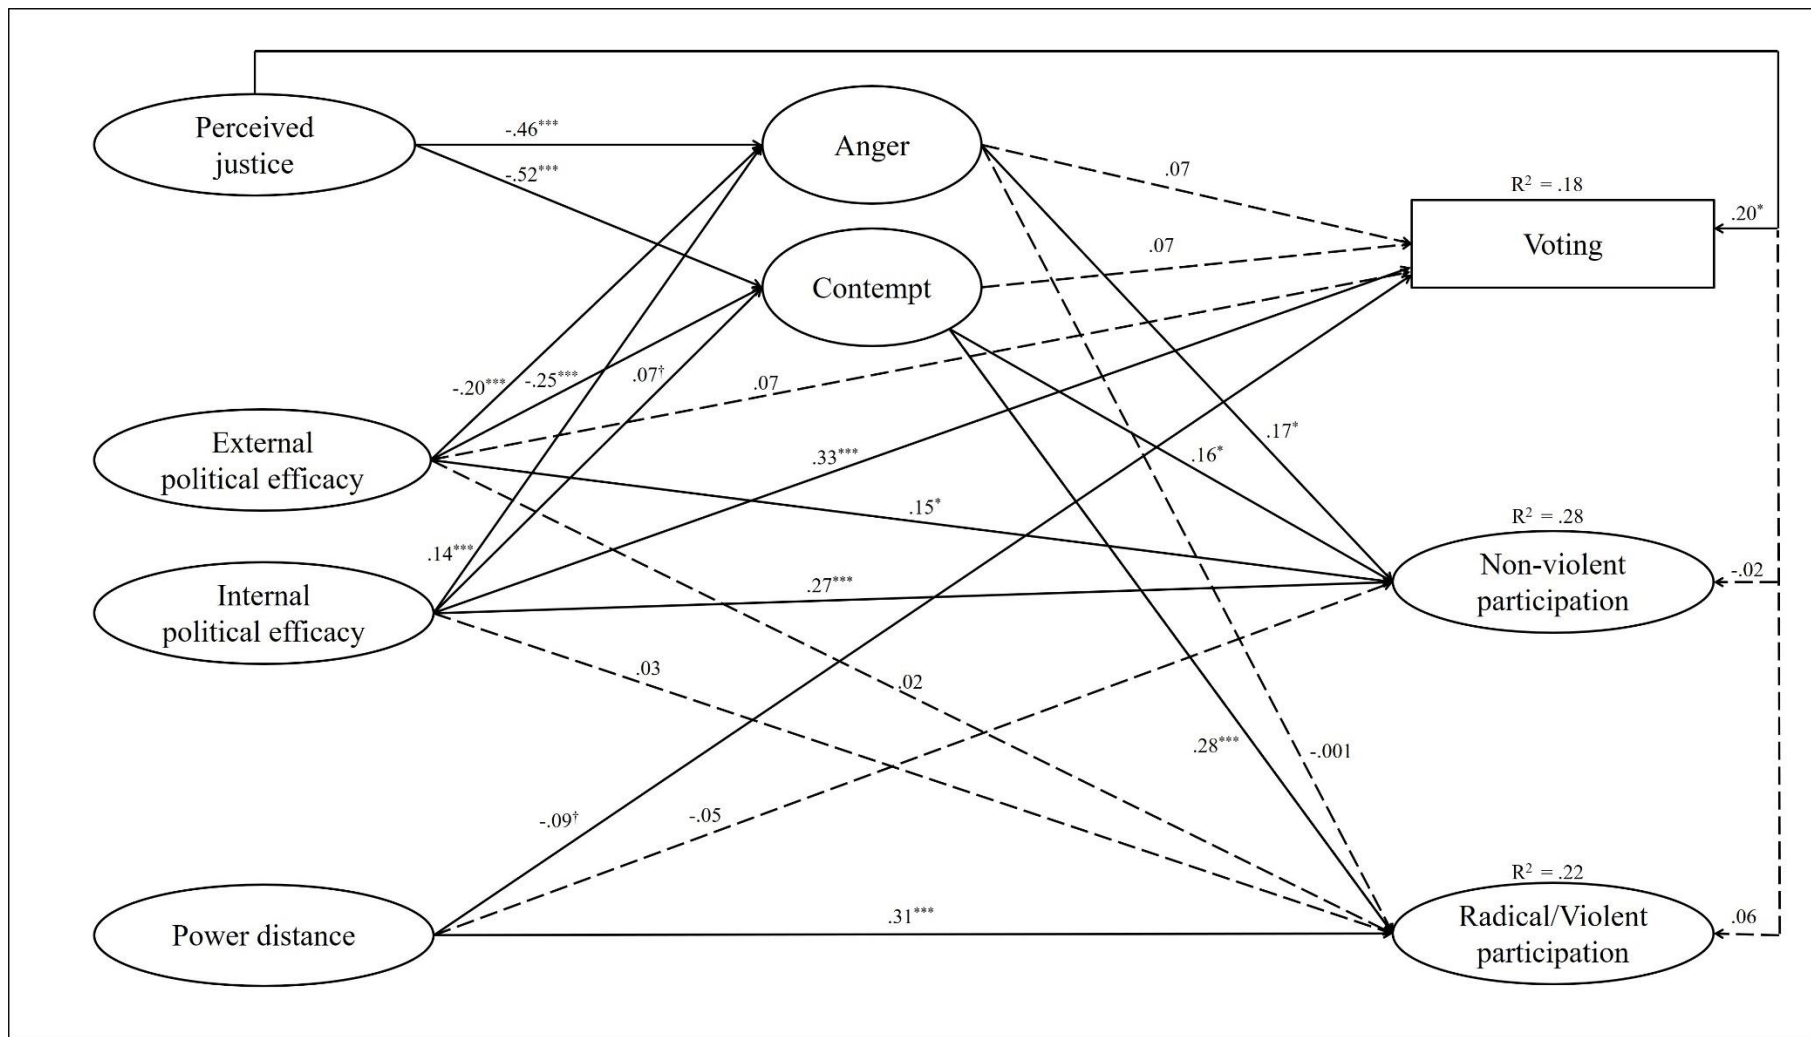 Perceived
justice
-.46***
-.52***
Anger
.07
R² = .18
.20*
Voting
Contempt
.07
-.20***
-.25***
.07†
.07
External
political efficacy
.33***
.17*
.16*
.15*
R² = .28
.14***
Internal
political efficacy
.27***
Non-violent
participation
-.02
.03
.02
.28***
-.001
-.09†
-.05
R² = .22
Power distance
.31***
Radical/Violent
participation
.06